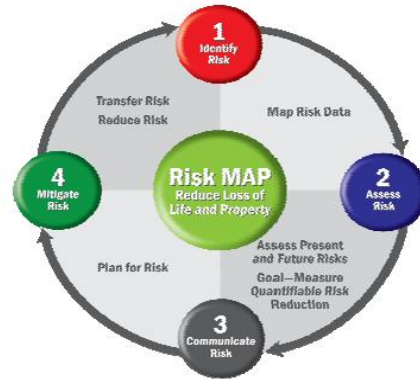 1
Identify
Risk
Transfer Risk
Reduce Risk
Map Risk Data
4
Mitigate
Risk
Risk MAP
Reduce Loss of
Life and Property
2
Assess
Risk
Plan for Risk
Assess Present
and Future Risks
Goal—Measure
Quantifiable Risk
Reduction
3
Communicate
Risk